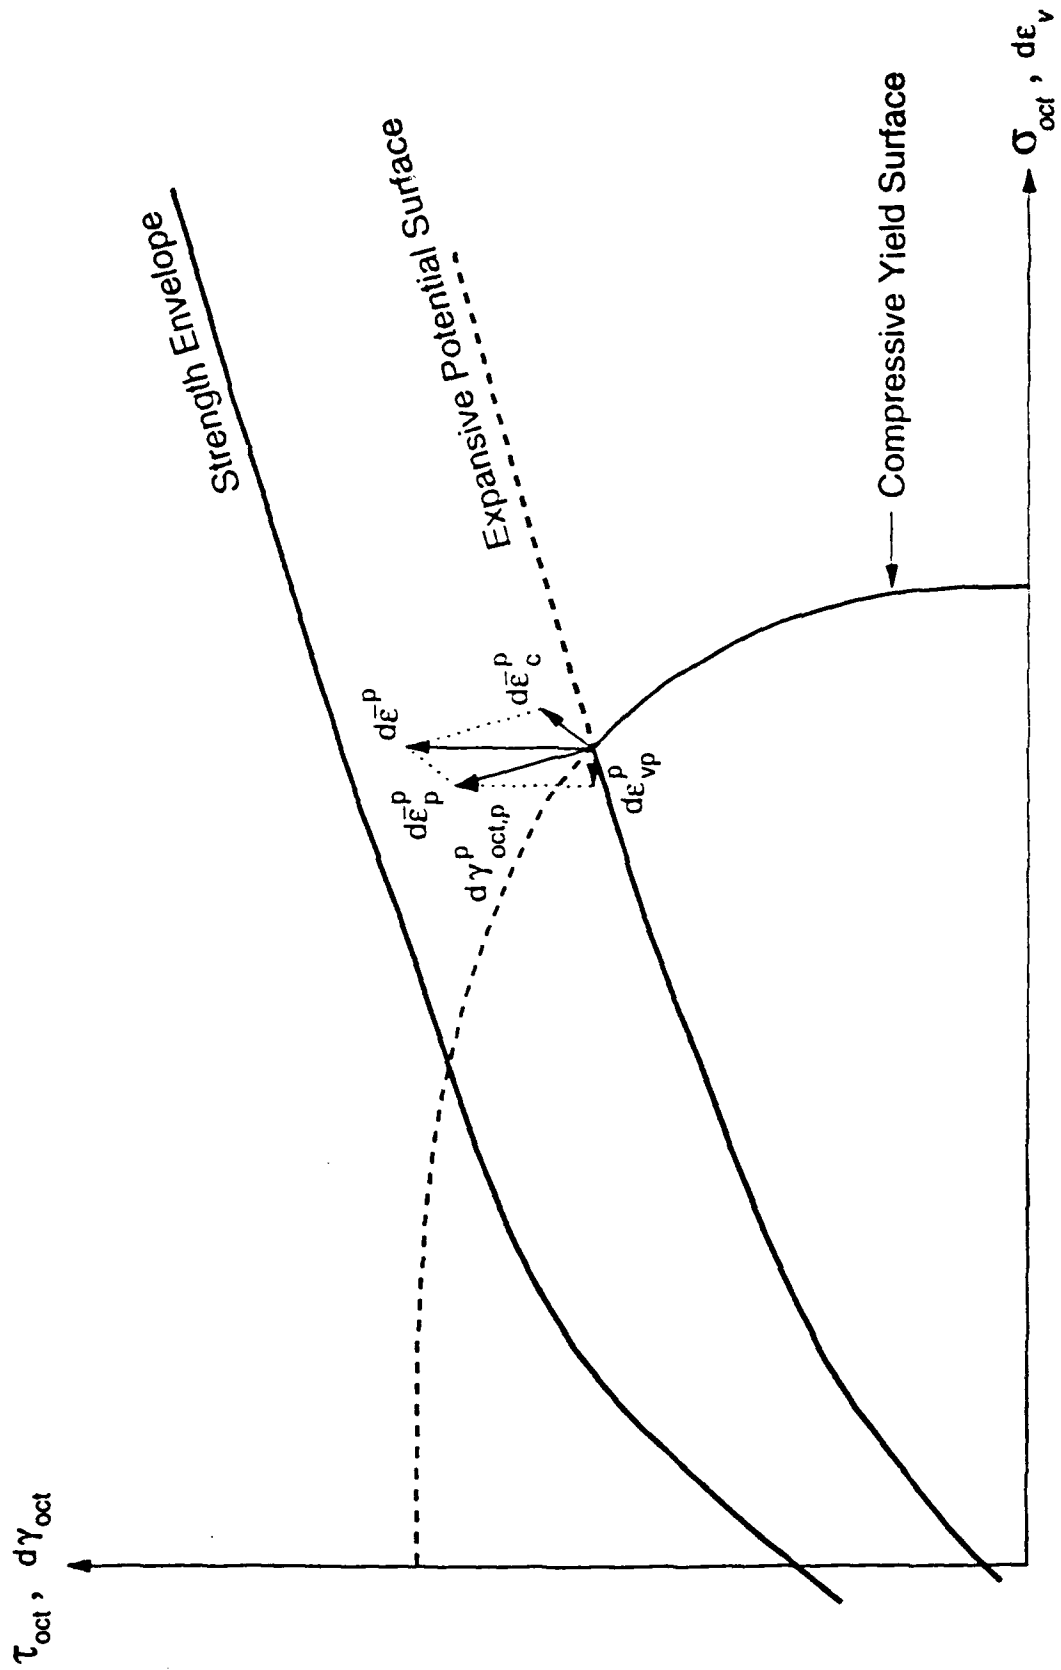 τoct , dγoct
Strength Envelope
Expansive Potential Surface
dε̄ᵖ
dε̄ᵖp
dε̄ᵖc
dγᵖoct,p
dεᵖvp
Compressive Yield Surface
σoct , dεv